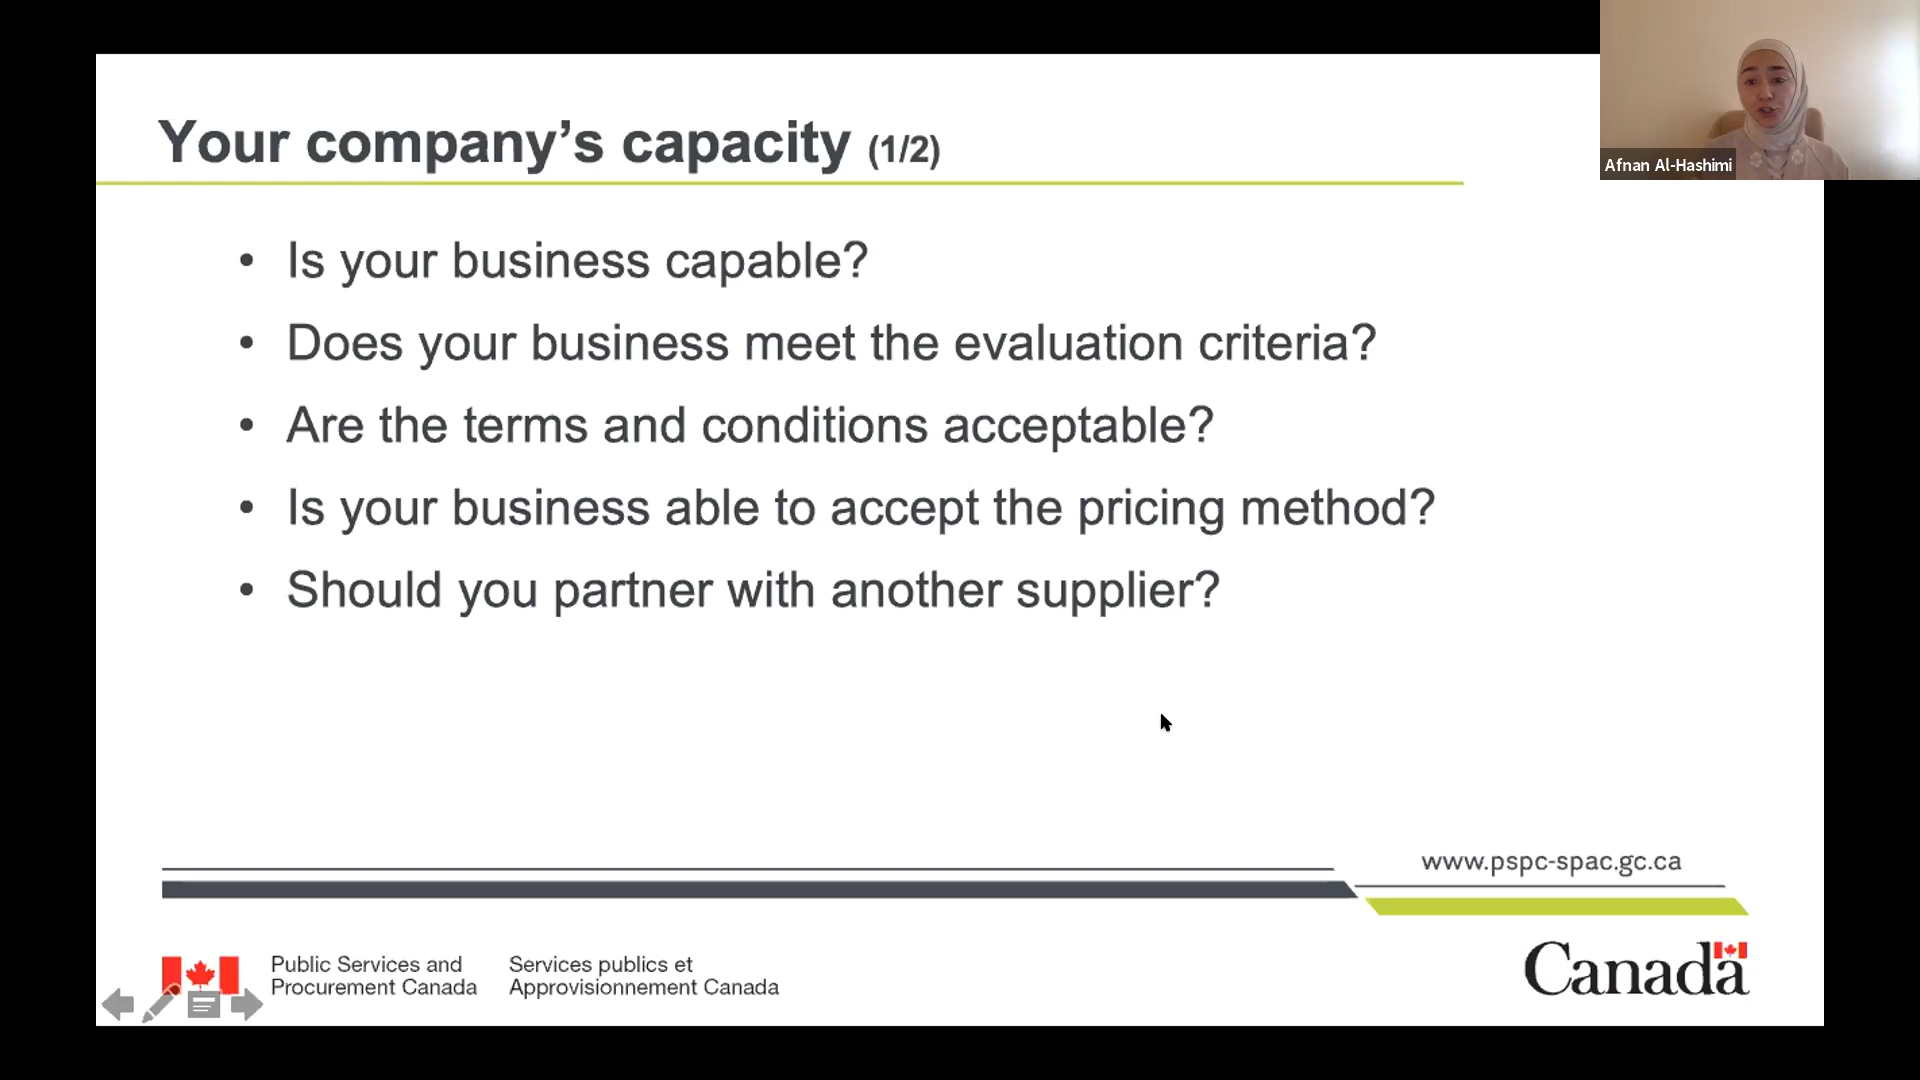 Your company’s capacity (1/2)
Afnan Al-Hashimi
• Is your business capable?
• Does your business meet the evaluation criteria?
• Are the terms and conditions acceptable?
• Is your business able to accept the pricing method?
• Should you partner with another supplier?
www.pspc-spac.gc.ca
Public Services and
Procurement Canada
Services publics et
Approvisionnement Canada
Canada